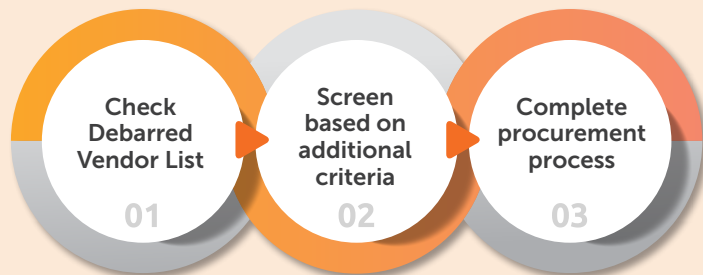 Check
Debarred
Vendor List
01
Screen
based on
additional
criteria
02
Complete
procurement
process
03